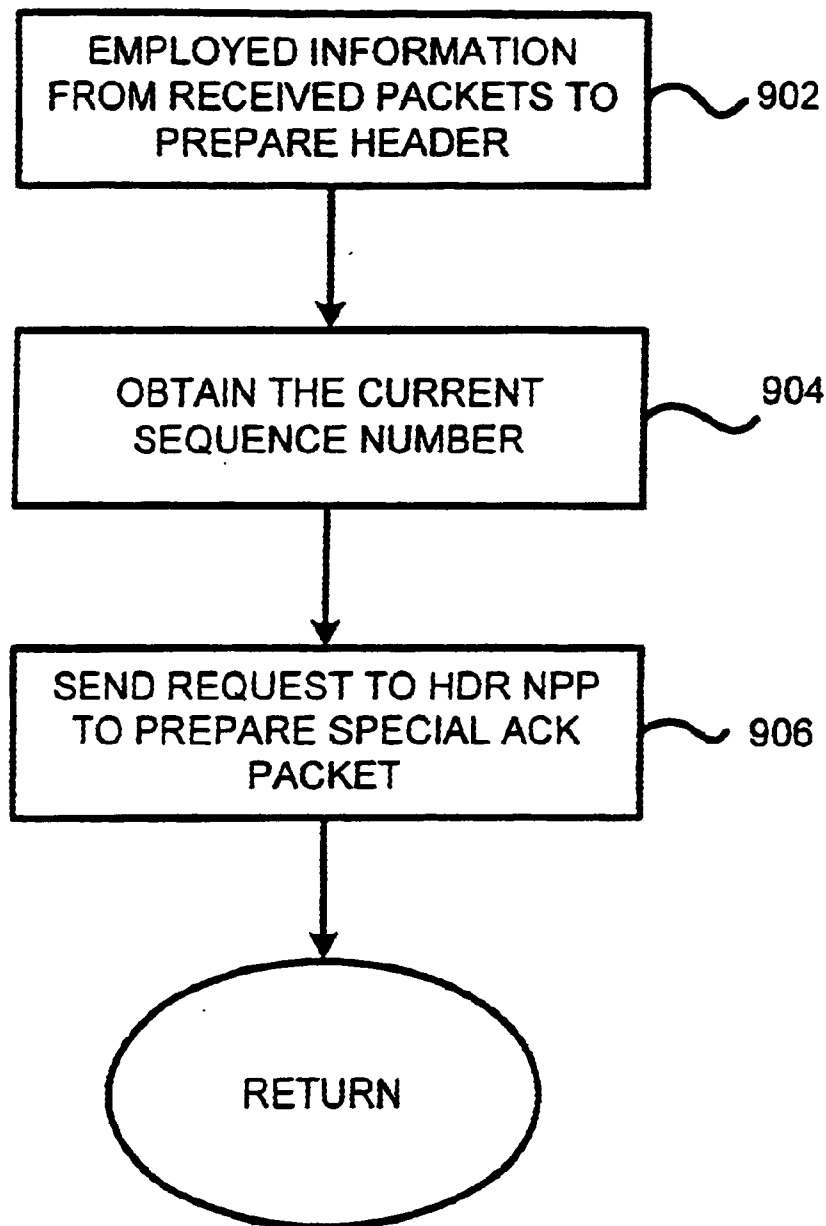 EMPLOYED INFORMATION
FROM RECEIVED PACKETS TO
PREPARE HEADER
902
OBTAIN THE CURRENT
SEQUENCE NUMBER
904
SEND REQUEST TO HDR NPP
TO PREPARE SPECIAL ACK
PACKET
906
RETURN